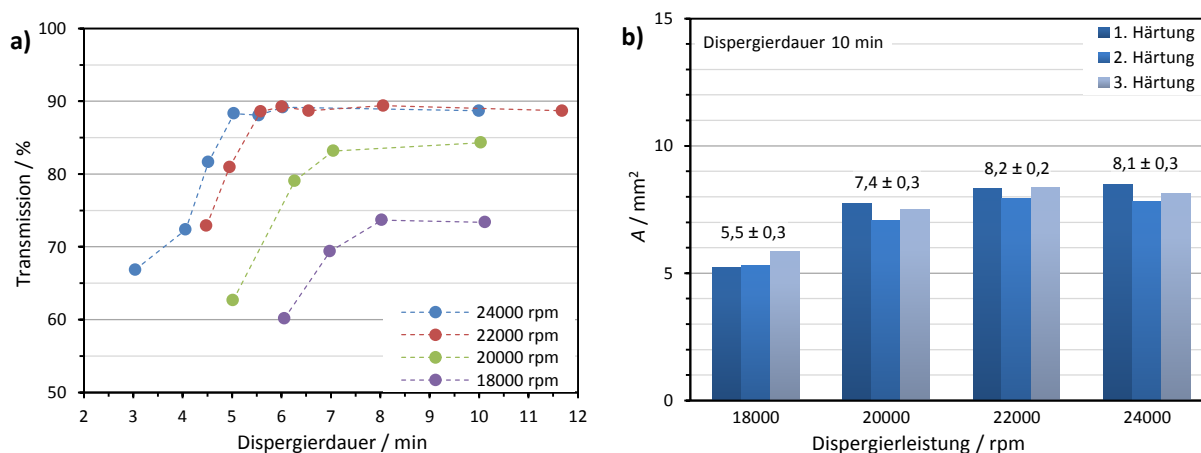 a)
Transmission / %
100
90
80
70
60
50
2 3 4 5 6 7 8 9 10 11 12
Dispergierdauer / min
24000 rpm
22000 rpm
20000 rpm
18000 rpm
b)
A / mm²
15
10
5
0
Dispergierdauer 10 min
1. Härtung
2. Härtung
3. Härtung
5,5 ± 0,3
7,4 ± 0,3
8,2 ± 0,2
8,1 ± 0,3
18000 20000 22000 24000
Dispergierleistung / rpm